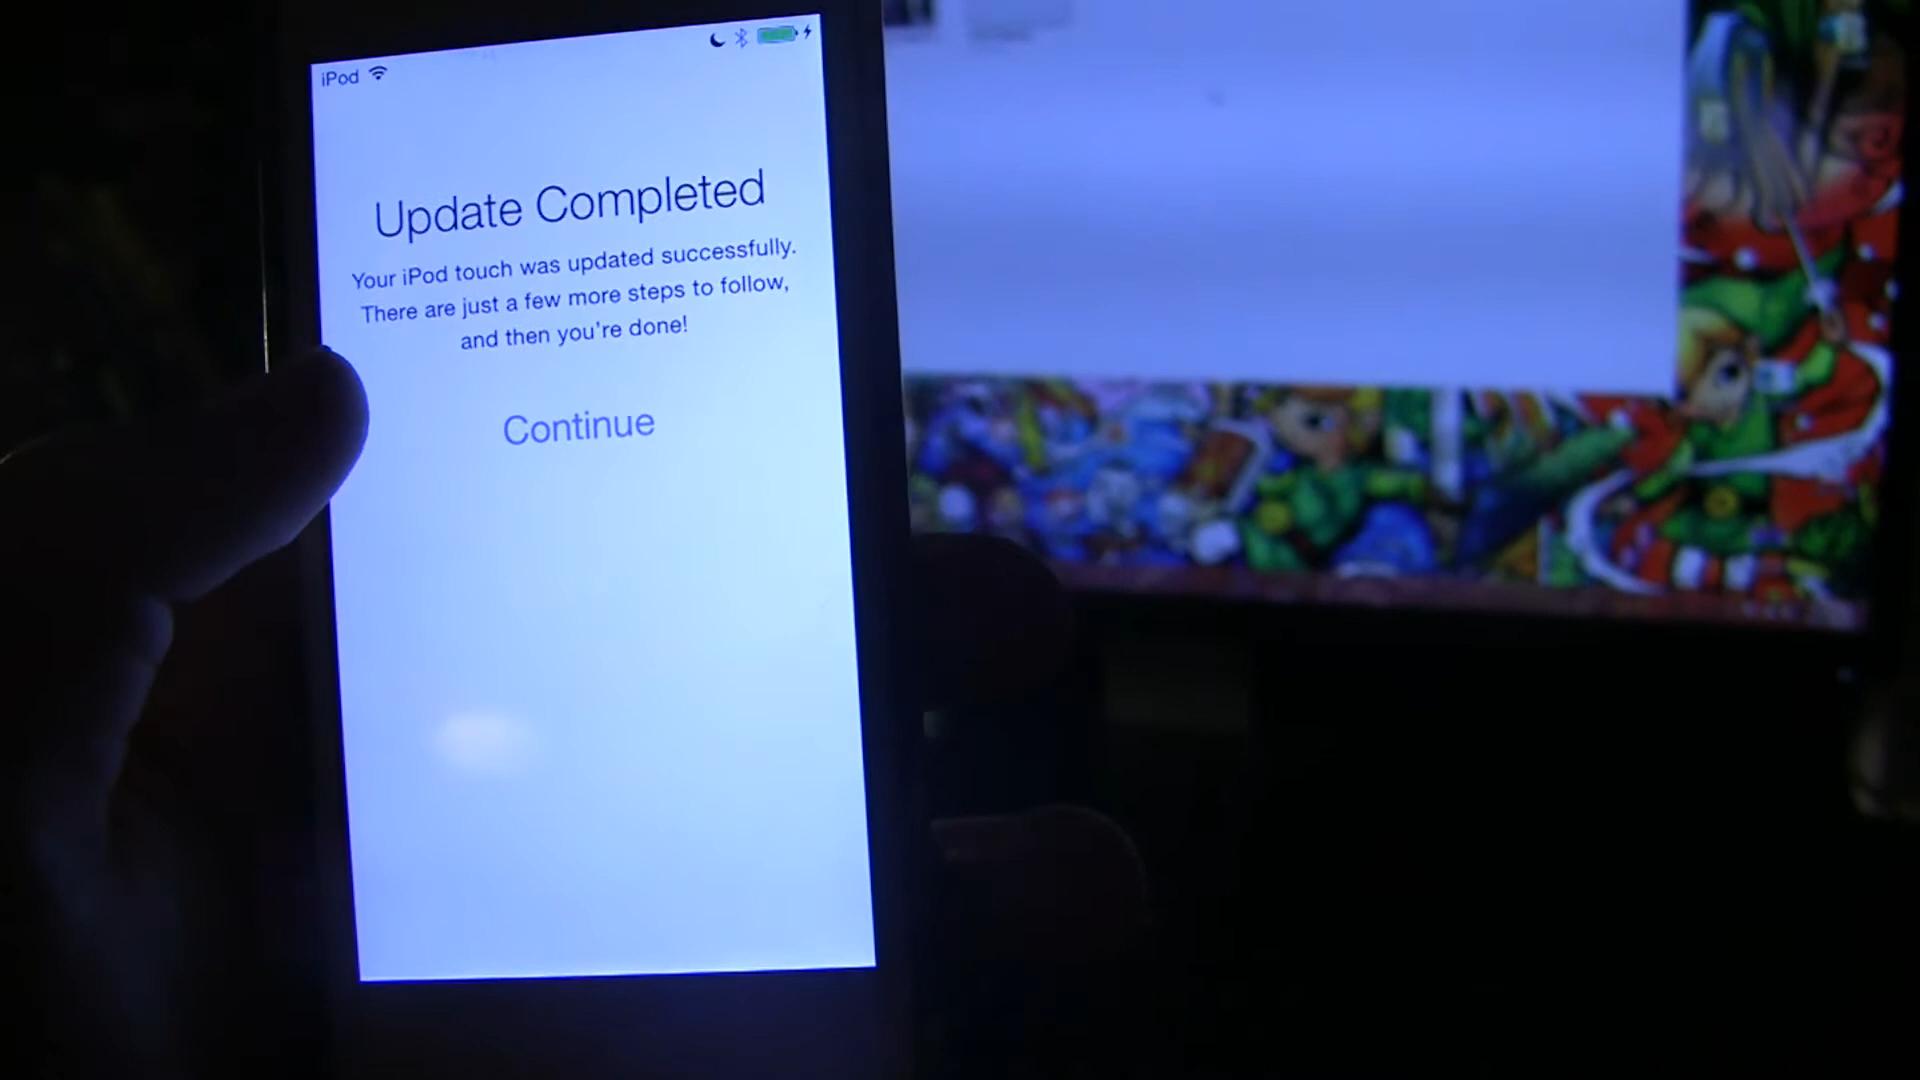 iPod
Update Completed
Your iPod touch was updated successfully.
There are just a few more steps to follow,
and then you're done!
Continue